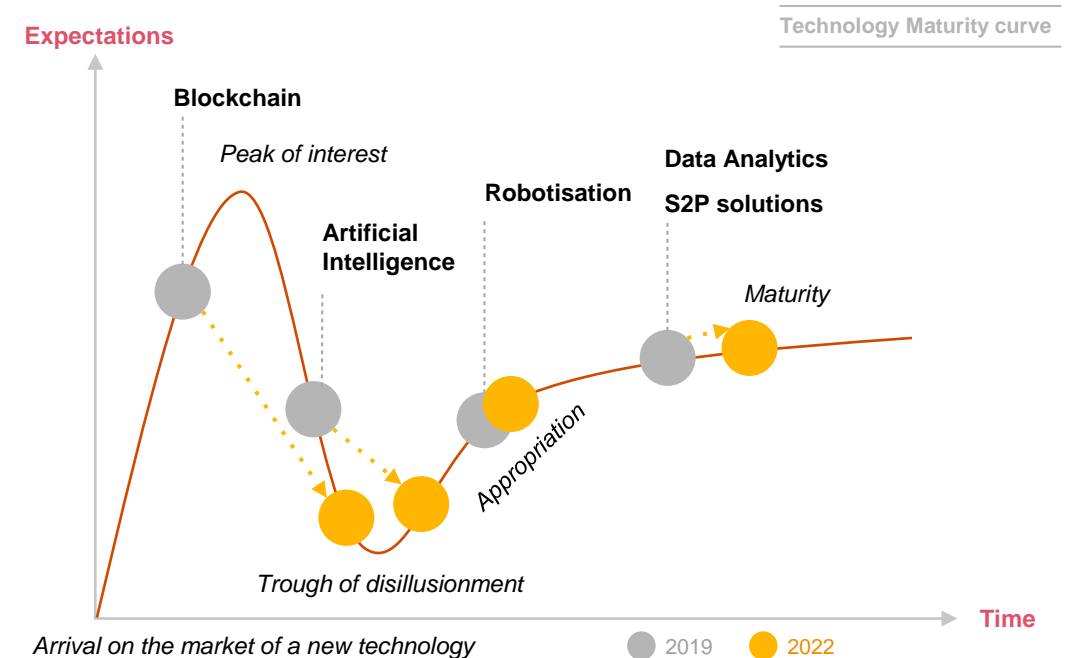 Technology Maturity curve
Expectations
Blockchain
Peak of interest
Data Analytics
S2P solutions
Robotisation
Artificial
Intelligence
Maturity
Appropriation
Trough of disillusionment
Time
Arrival on the market of a new technology
2019
2022